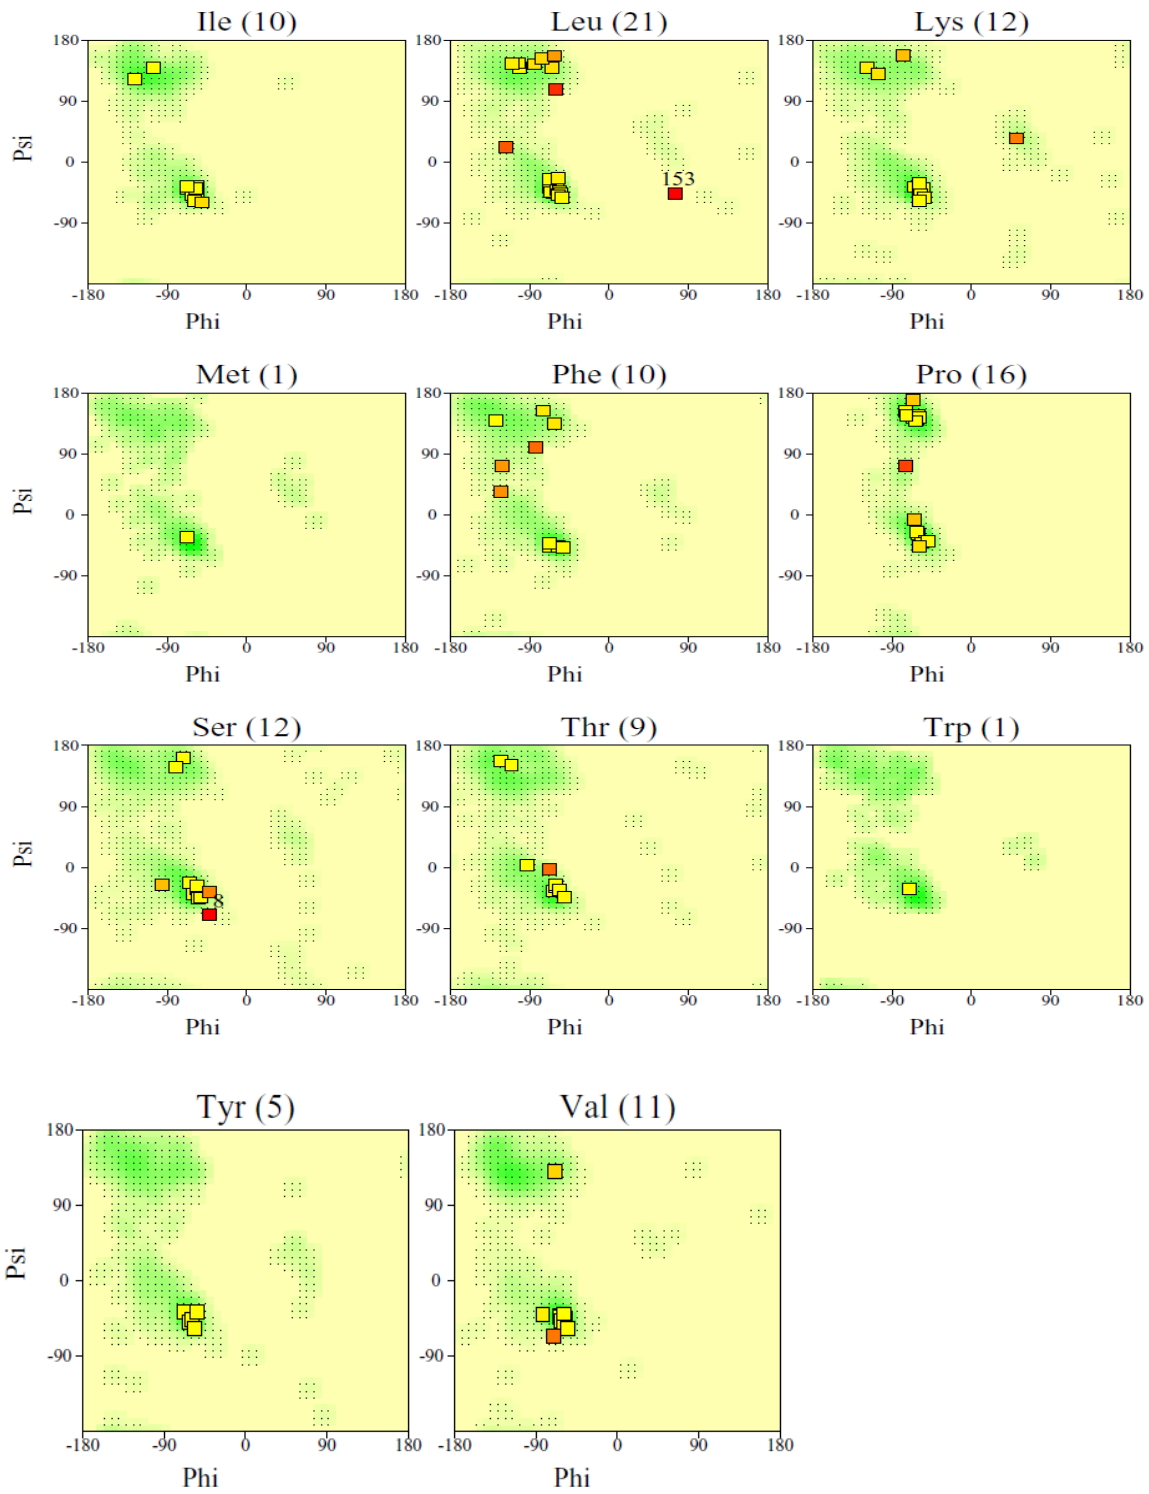 Ile (10) Leu (21) Lys (12)
180 180 180
90 90 90
Psi 0 0 0
153
-90 -90 -90
-180 -90 0 90 180 -180 -90 0 90 180 -180 -90 0 90 180
Phi Phi Phi
Met (1) Phe (10) Pro (16)
180 180 180
90 90 90
Psi 0 0 0
-90 -90 -90
-180 -90 0 90 180 -180 -90 0 90 180 -180 -90 0 90 180
Phi Phi Phi
Ser (12) Thr (9) Trp (1)
180 180 180
90 90 90
Psi 0 0 0
8
-90 -90 -90
-180 -90 0 90 180 -180 -90 0 90 180 -180 -90 0 90 180
Phi Phi Phi
Tyr (5) Val (11)
180 180
90 90
Psi 0 0
-90 -90
-180 -90 0 90 180 -180 -90 0 90 180
Phi Phi